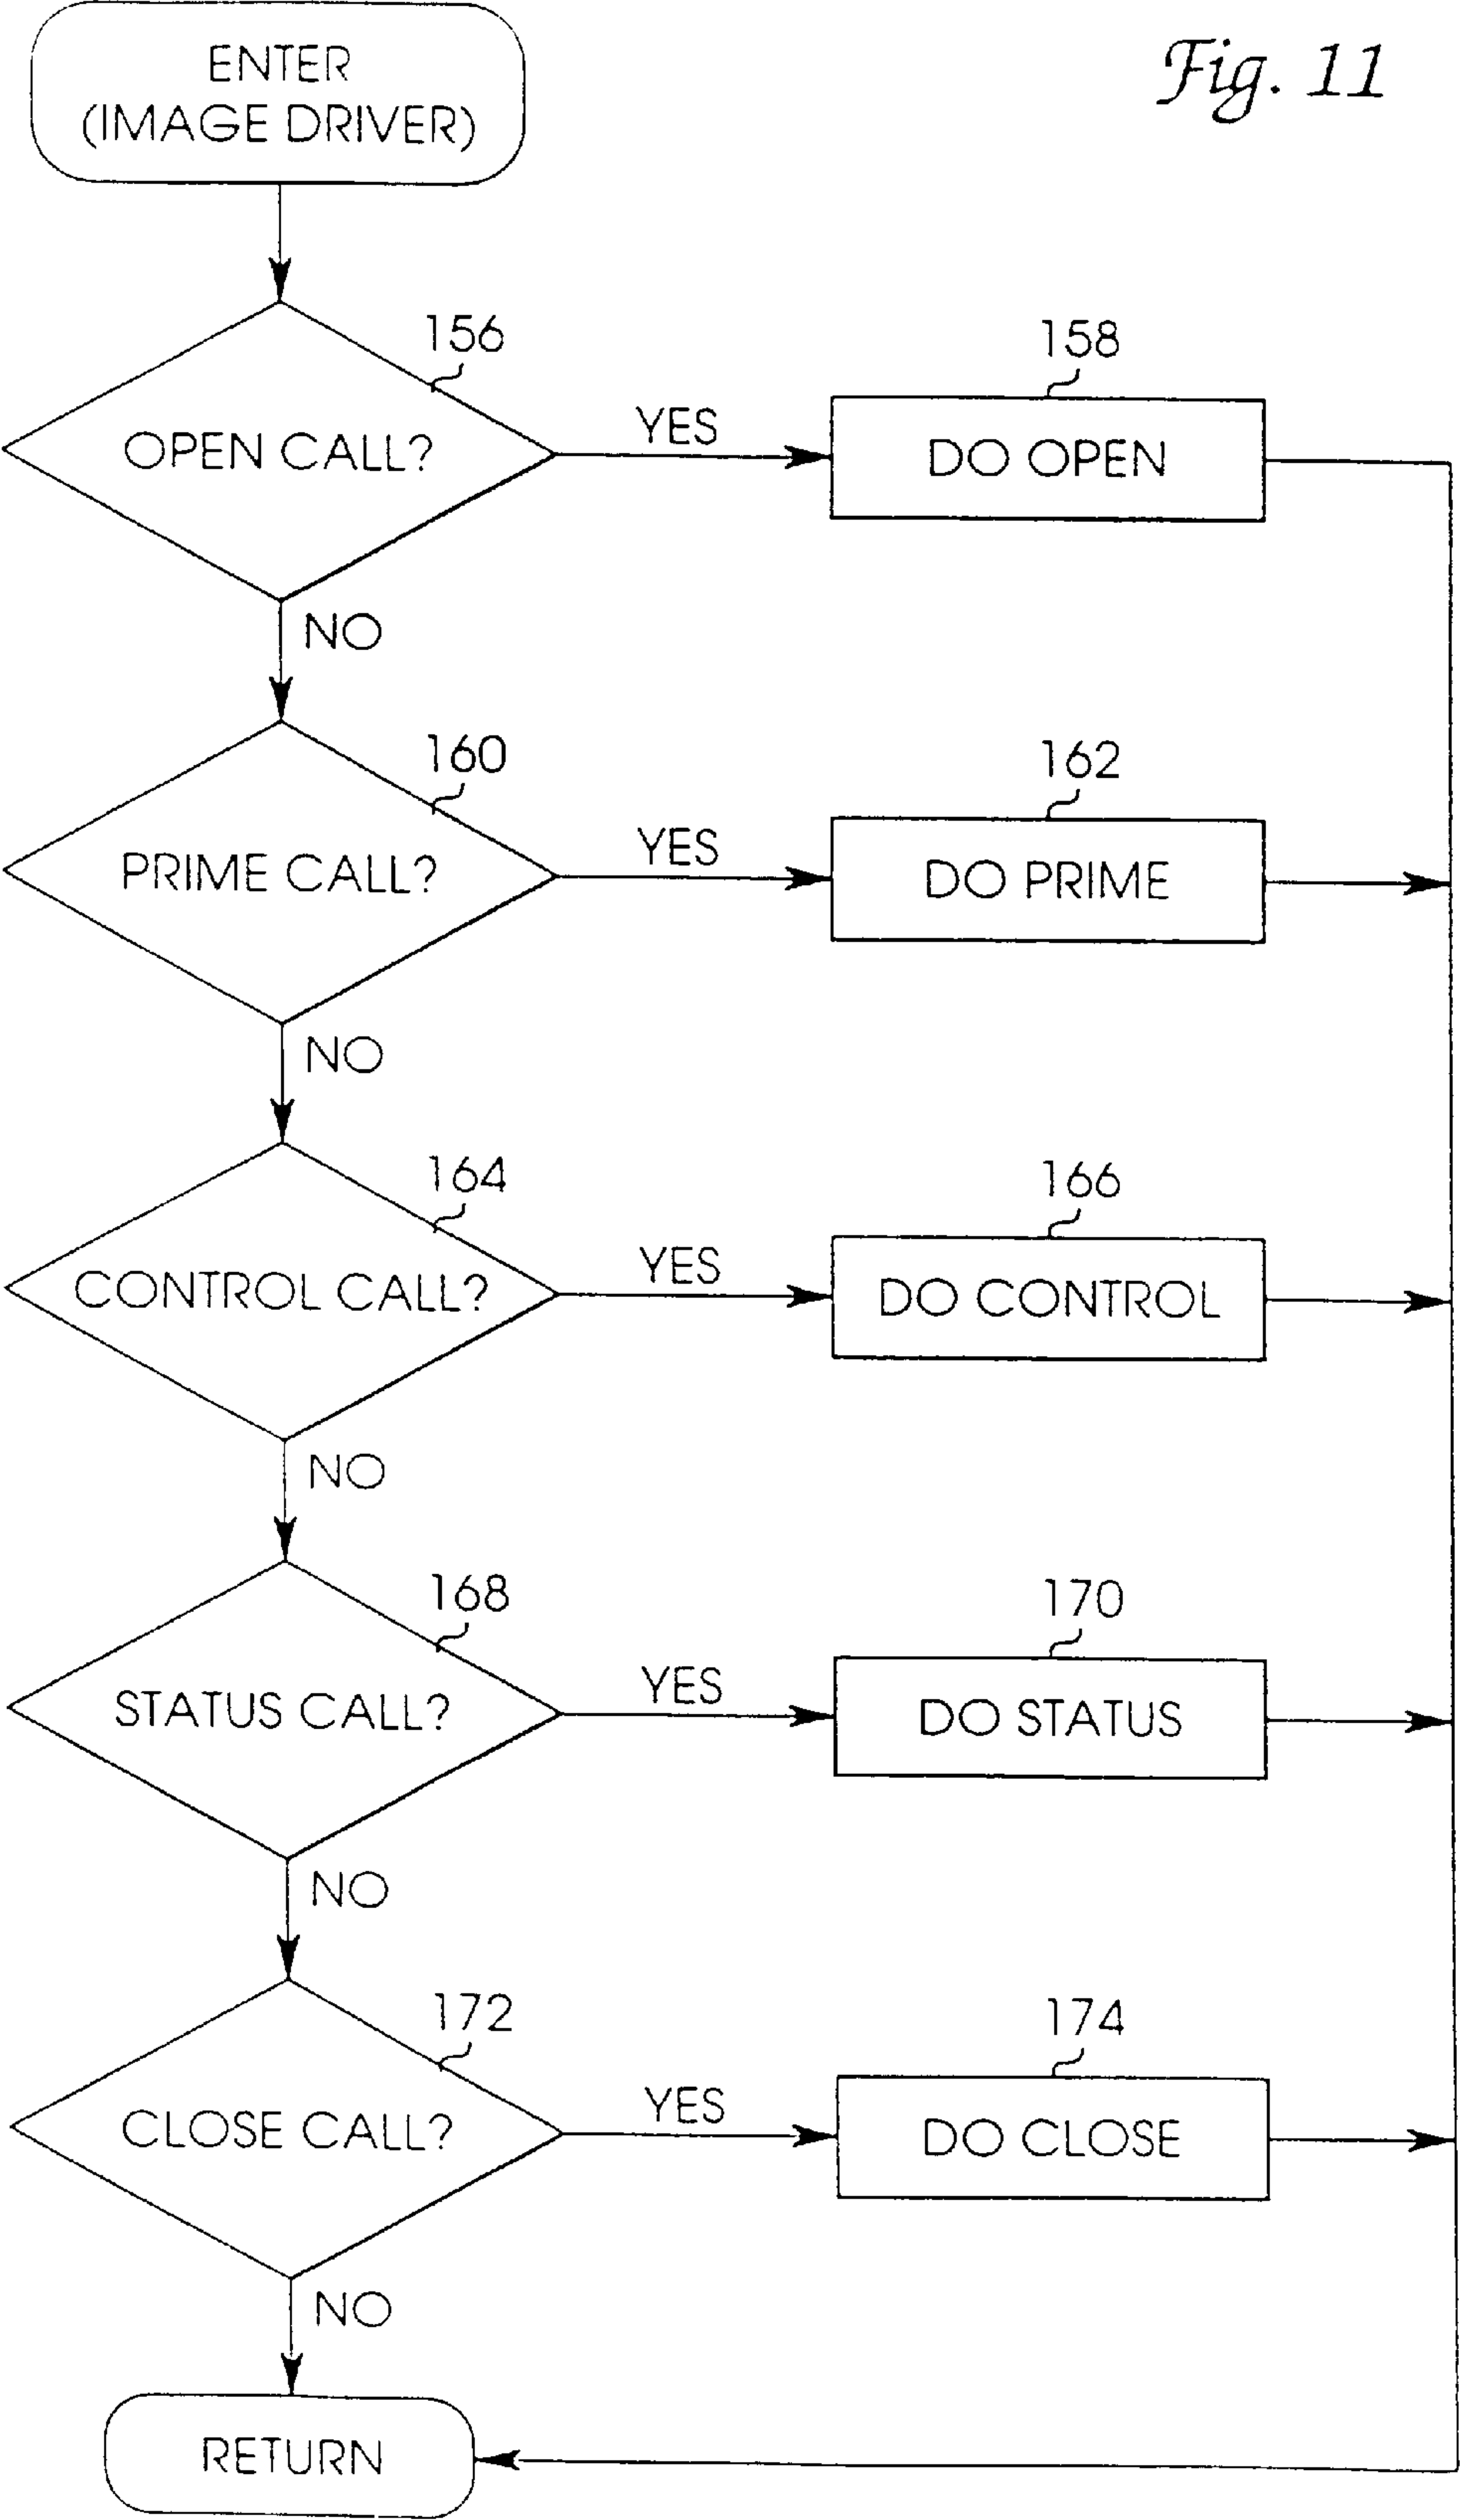 Fig. 11
ENTER
(IMAGE DRIVER)
156
OPEN CALL?
YES
158
DO OPEN
NO
160
PRIME CALL?
YES
162
DO PRIME
NO
164
CONTROL CALL?
YES
166
DO CONTROL
NO
168
STATUS CALL?
YES
170
DO STATUS
NO
172
CLOSE CALL?
YES
174
DO CLOSE
NO
RETURN